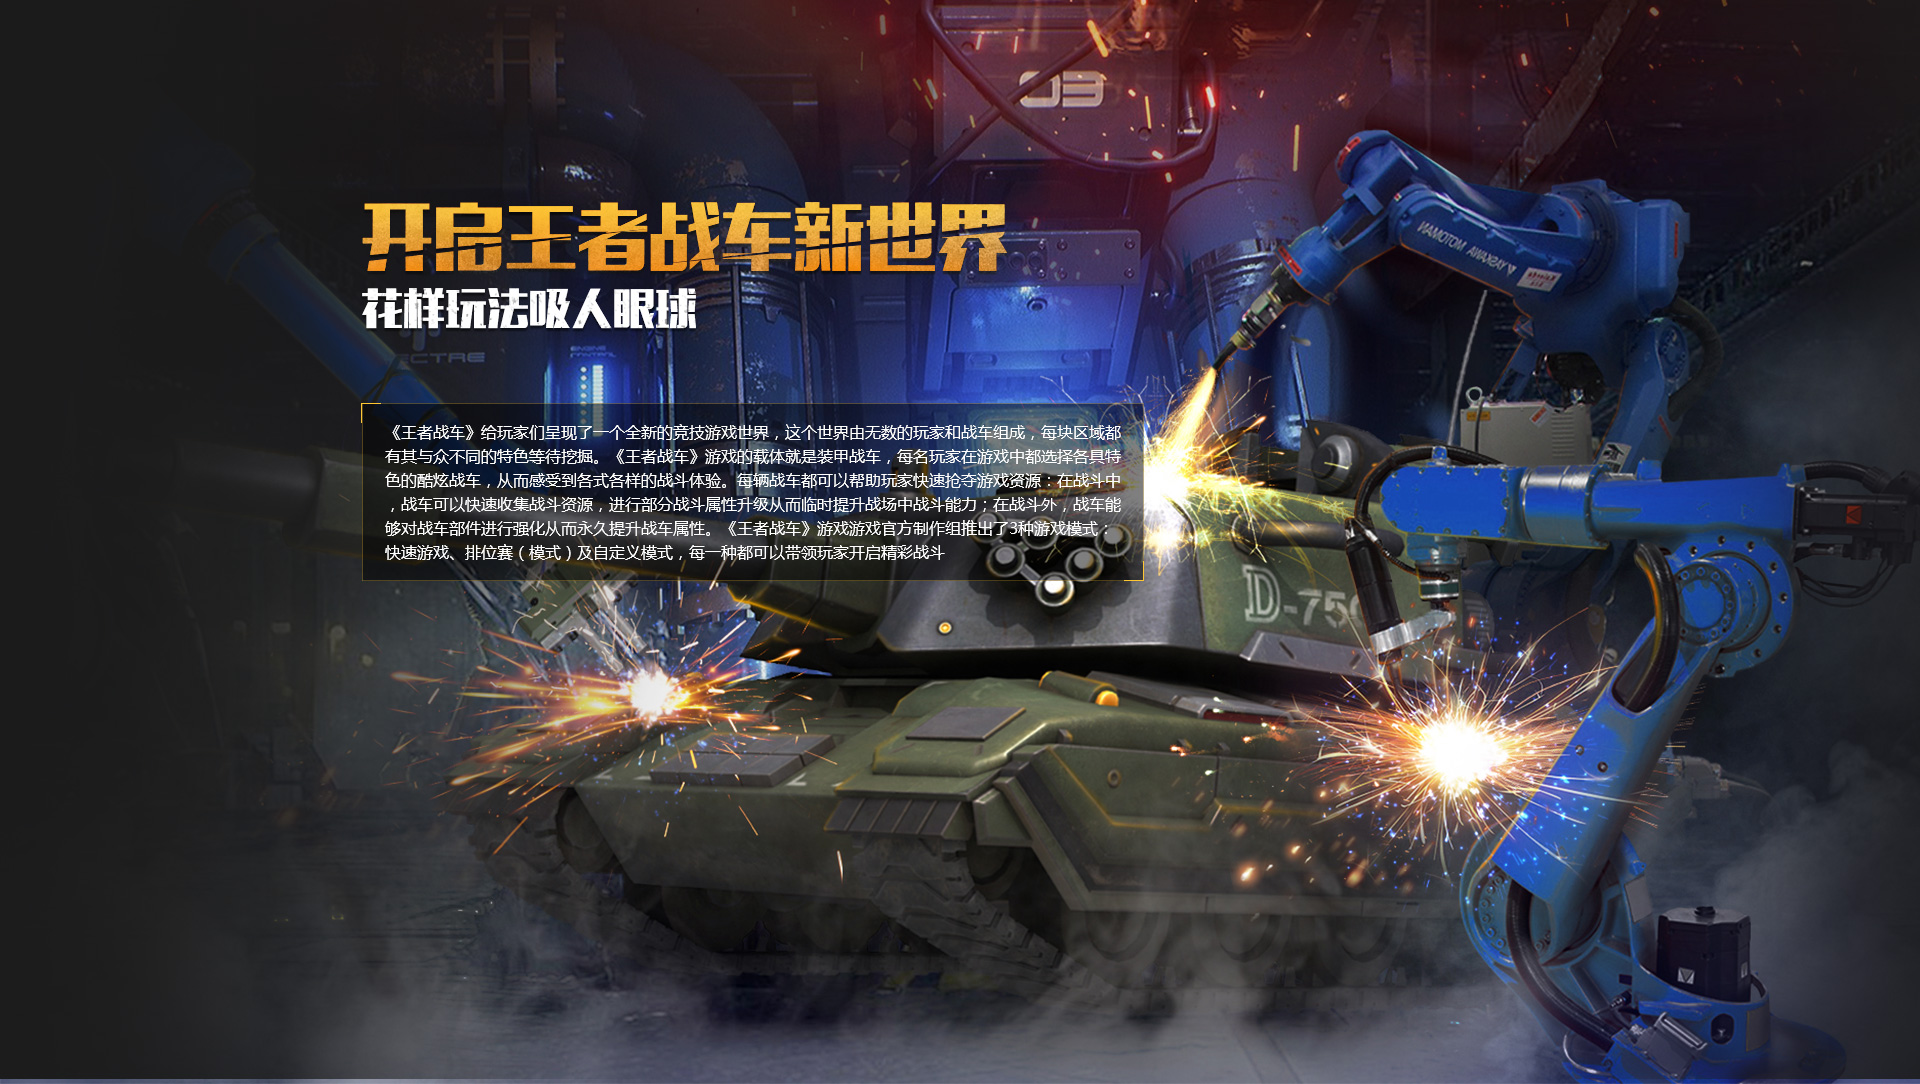 03
开启王者战车新世界
花样玩法吸人眼球
ECTRE
《王者战车》给玩家们呈现了一个全新的竞技游戏世界，这个世界由无数的玩家和战车组成，每块区域都
有其与众不同的特色等待挖掘。《王者战车》游戏的载体就是装甲战车，每名玩家在游戏中都选择各具特
色的酷炫战车，从而感受到各式各样的战斗体验。每辆战车都可以帮助玩家快速抢夺游戏资源：在战斗中
，战车可以快速收集战斗资源，进行部分战斗属性升级从而临时提升战场中战斗能力；在战斗外，战车能
够对战车部件进行强化从而永久提升战车属性。《王者战车》游戏游戏官方制作组推出了3种游戏模式：
快速游戏、排位赛（模式）及自定义模式，每一种都可以带领玩家开启精彩战斗
YASKAWA MOTOMAN
D-750